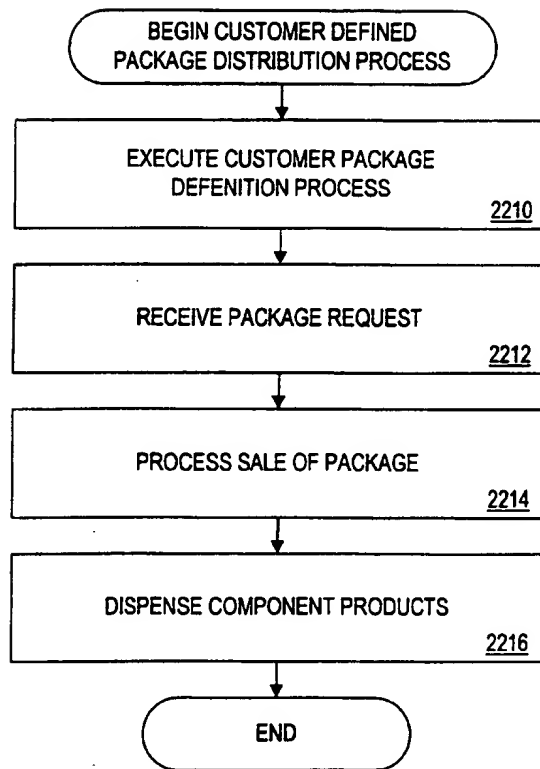 BEGIN CUSTOMER DEFINED
PACKAGE DISTRIBUTION PROCESS
EXECUTE CUSTOMER PACKAGE
DEFENITION PROCESS
2210
RECEIVE PACKAGE REQUEST
2212
PROCESS SALE OF PACKAGE
2214
DISPENSE COMPONENT PRODUCTS
2216
END